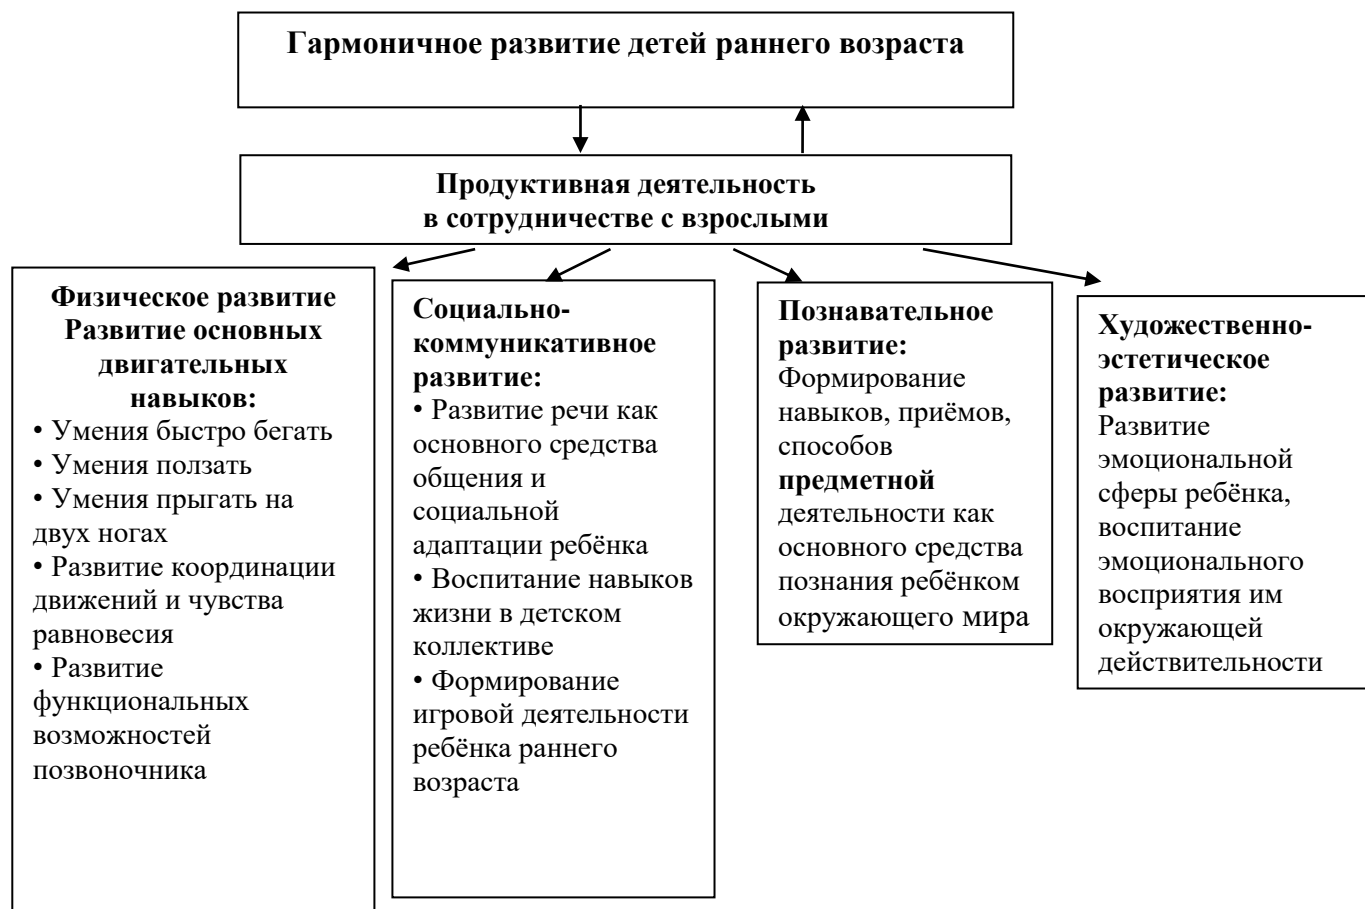 Гармоничное развитие детей раннего возраста
Продуктивная деятельность
в сотрудничестве с взрослыми
Физическое развитие
Развитие основных
двигательных
навыков:
• Умения быстро бегать
• Умения ползать
• Умения прыгать на
двух ногах
• Развитие координации
движений и чувства
равновесия
• Развитие
функциональных
возможностей
позвоночника
Социально-
коммуникативное
развитие:
• Развитие речи как
основного средства
общения и
социальной
адаптации ребёнка
• Воспитание навыков
жизни в детском
коллективе
• Формирование
игровой деятельности
ребёнка раннего
возраста
Познавательное
развитие:
Формирование
навыков, приёмов,
способов
предметной
деятельности как
основного средства
познания ребёнком
окружающего мира
Художественно-
эстетическое
развитие:
Развитие
эмоциональной
сферы ребёнка,
воспитание
эмоционального
восприятия им
окружающей
действительности